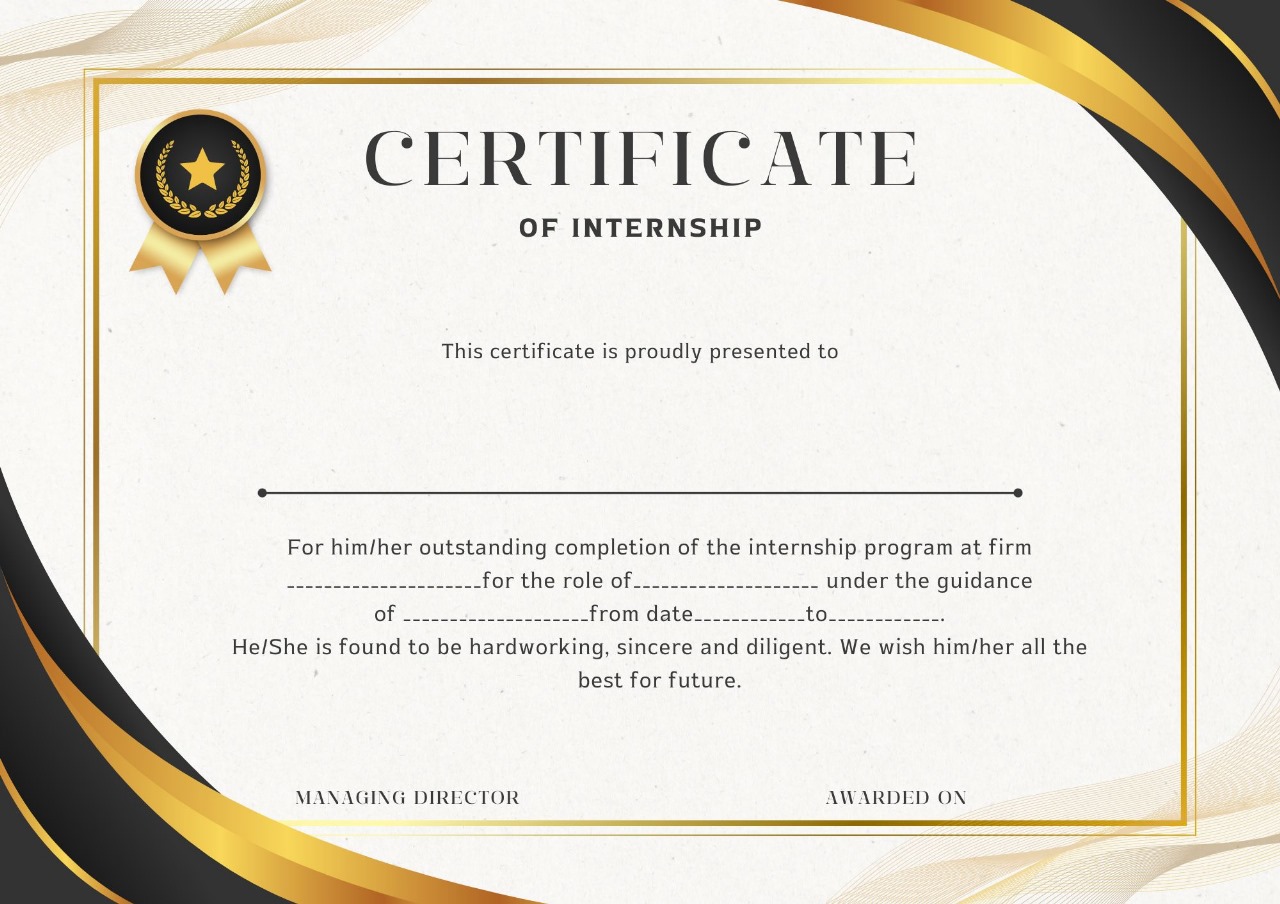 CERTIFICATE
OF INTERNSHIP
This certificate is proudly presented to
For him/her outstanding completion of the internship program at firm
_____________________for the role of____________________ under the guidance
of ____________________from date____________to____________.
He/She is found to be hardworking, sincere and diligent. We wish him/her all the
best for future.
MANAGING DIRECTOR
AWARDED ON